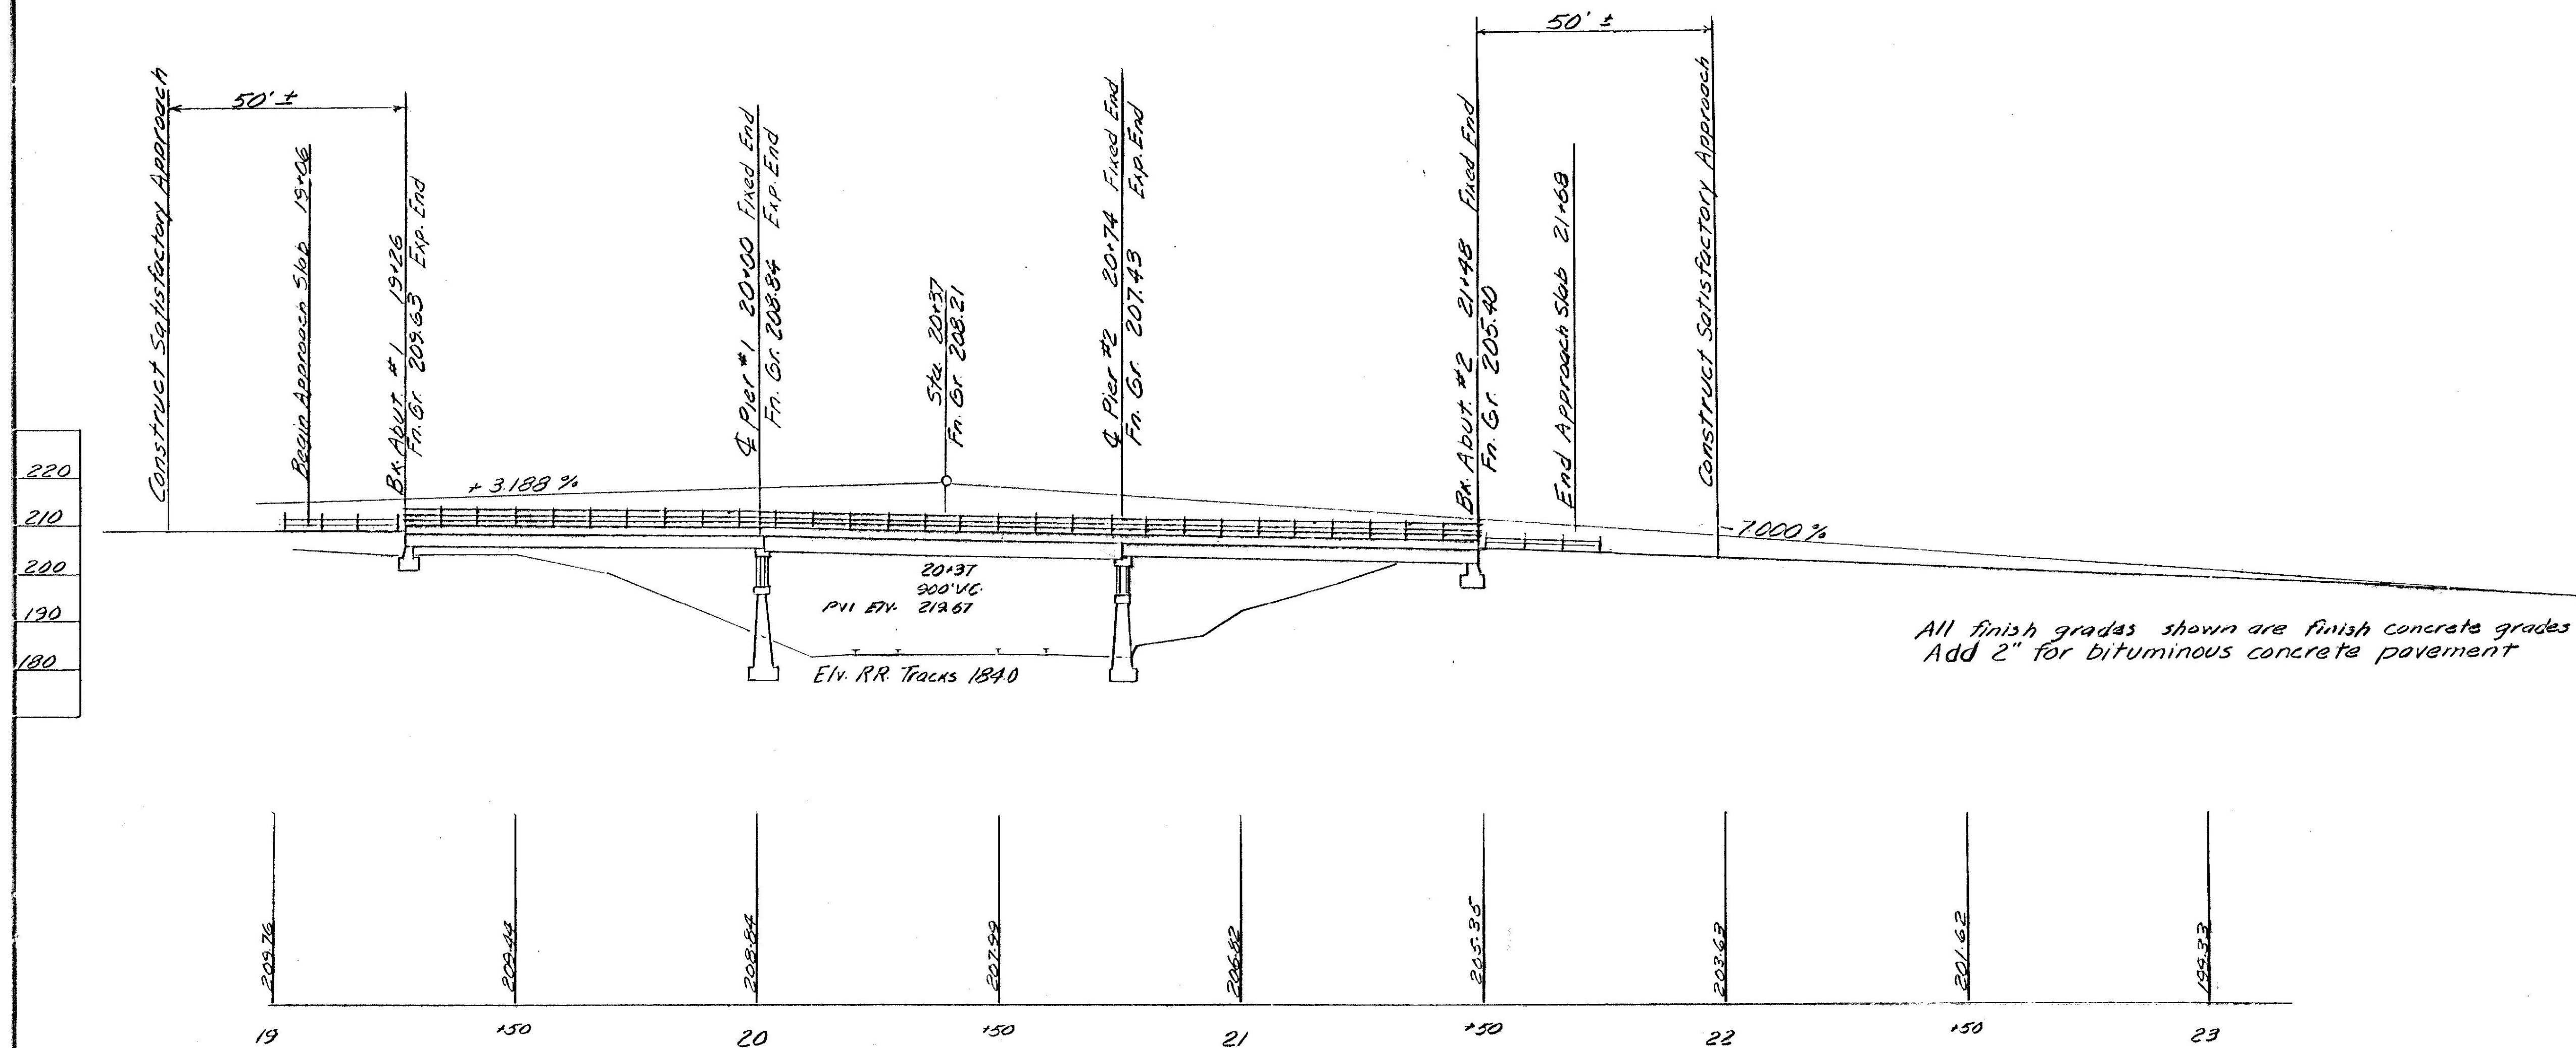 50' ±
50' ±
Construct Satisfactory Approach
Begin Approach Slab 19+06
Bk. Abut. #1 19+26
Fn. Gr. 209.63 Exp. End
℄ Pier #1 20+00 Fixed End
Fn. Gr. 208.84 Exp. End
Sta. 20+37
Fn. Gr. 208.21
℄ Pier #2 20+74 Fixed End
Fn. Gr. 207.43 Exp. End
Bk. Abut. #2 21+48 Fixed End
Fn. Gr. 205.40
End Approach Slab 21+68
Construct Satisfactory Approach
220
210
200
190
180
+ 3.188 %
- 7.000 %
20+37
900' V.C.
PVI Elv. 219.67
Elv. RR. Tracks 184.0
All finish grades shown are finish concrete grades
Add 2" for bituminous concrete pavement
209.76
209.44
208.84
207.99
206.82
205.35
203.63
201.62
199.33
19
+50
20
+50
21
+50
22
+50
23